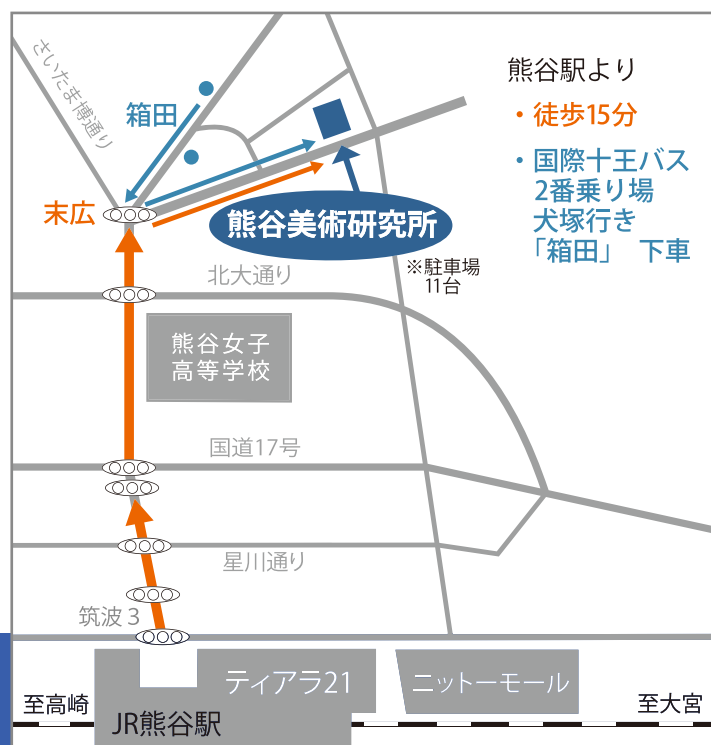 さいたま博通り
箱田
末広
熊谷駅より
・徒歩15分
・国際十王バス
2番乗り場
犬塚行き
「箱田」 下車
熊谷美術研究所
※駐車場
11台
北大通り
熊谷女子
高等学校
国道17号
星川通り
筑波3
ティアラ21
ニットーモール
至高崎
JR熊谷駅
至大宮